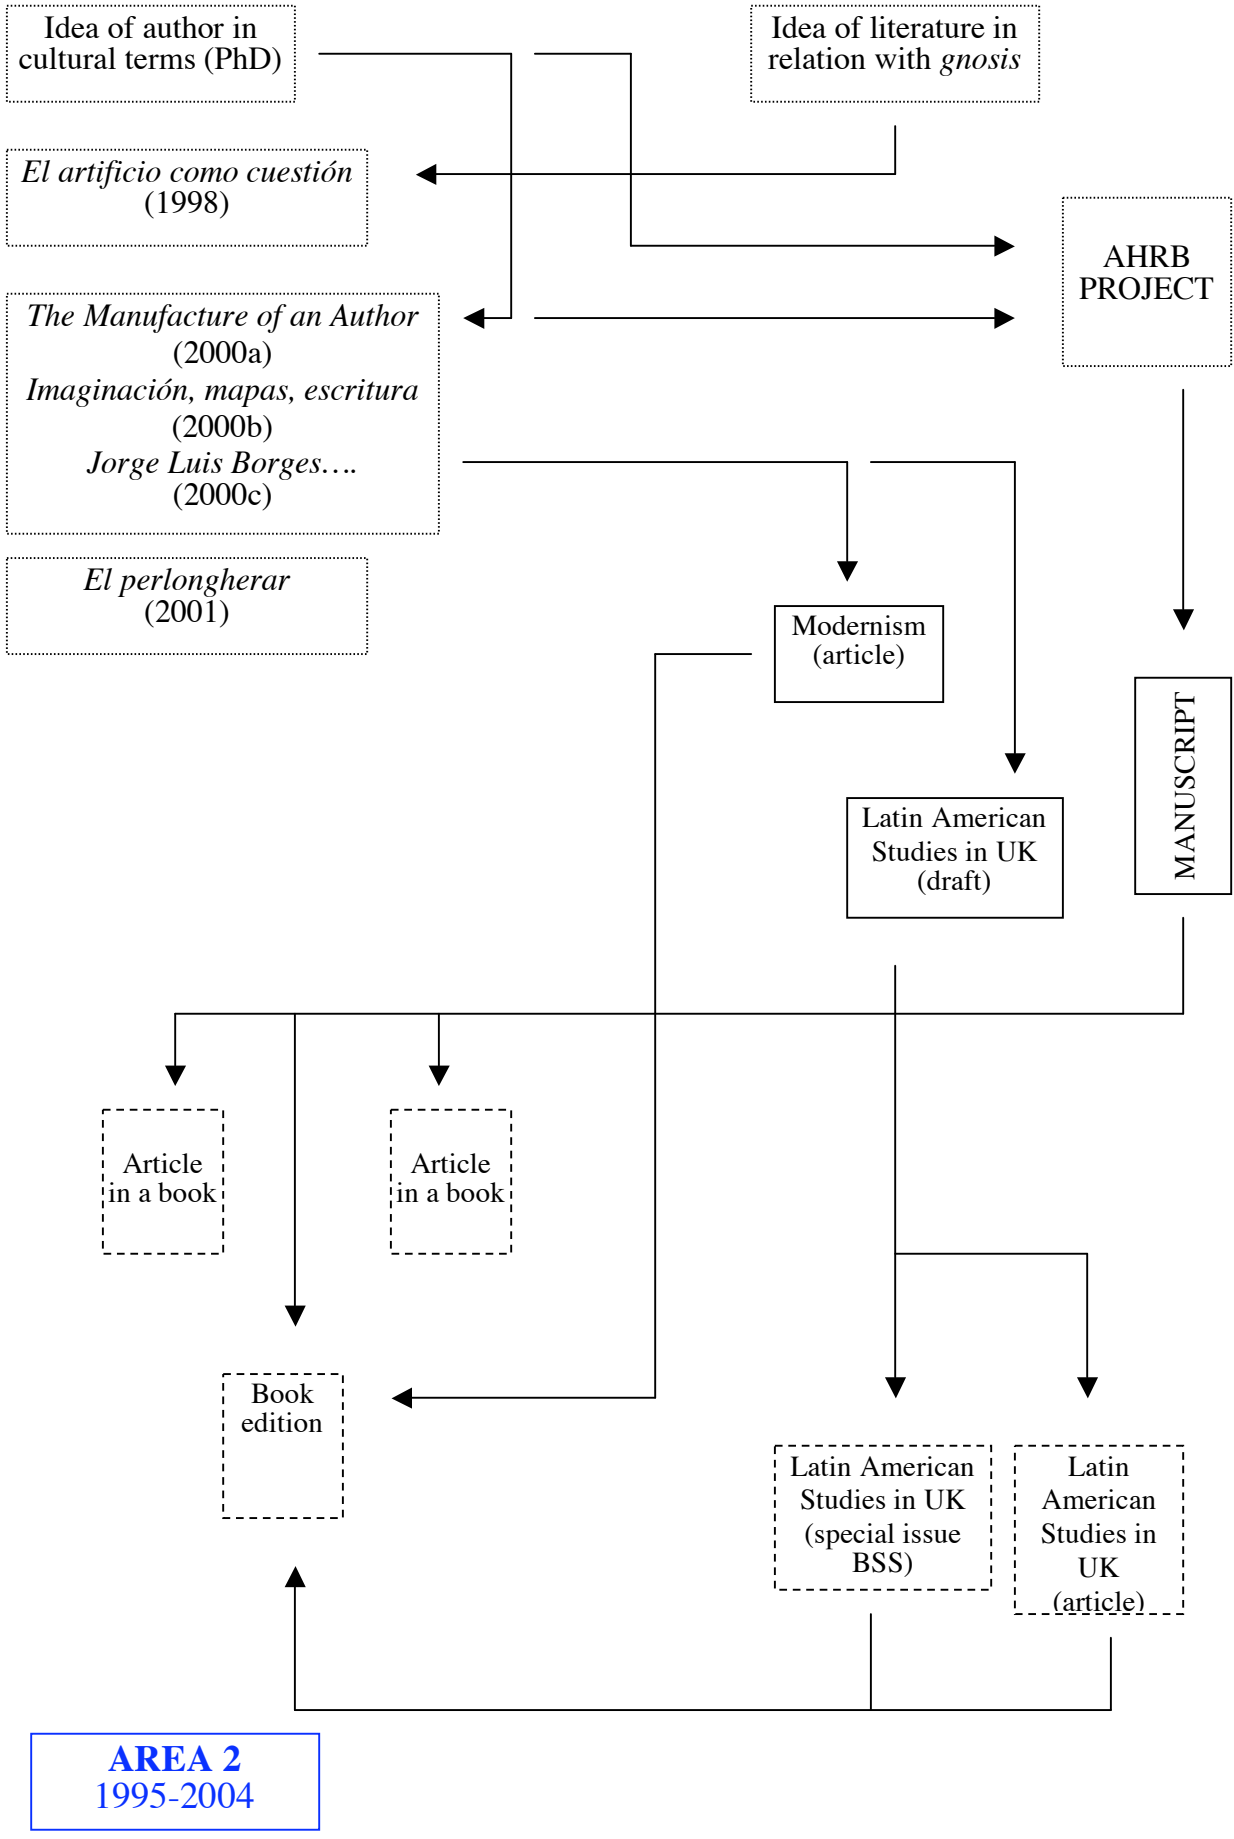 Idea of author in
cultural terms (PhD)
Idea of literature in
relation with gnosis
El artificio como cuestión
(1998)
AHRB
PROJECT
The Manufacture of an Author
(2000a)
Imaginación, mapas, escritura
(2000b)
Jorge Luis Borges….
(2000c)
El perlongherar
(2001)
Modernism
(article)
MANUSCRIPT
Latin American
Studies in UK
(draft)
Article
in a book
Article
in a book
Book
edition
Latin American
Studies in UK
(special issue
BSS)
Latin
American
Studies in
UK
(article)
AREA 2
1995-2004